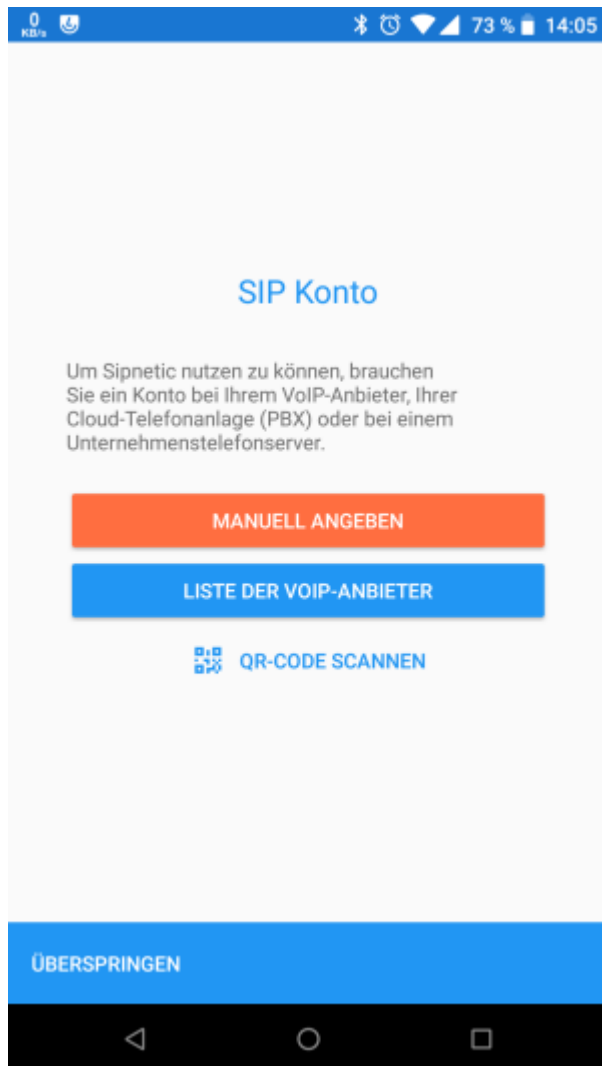 0
KB/s
73 % 14:05
SIP Konto
Um Sipnetic nutzen zu können, brauchen
Sie ein Konto bei Ihrem VoIP-Anbieter, Ihrer
Cloud-Telefonanlage (PBX) oder bei einem
Unternehmenstelefonserver.
MANUELL ANGEBEN
LISTE DER VOIP-ANBIETER
QR-CODE SCANNEN
ÜBERSPRINGEN